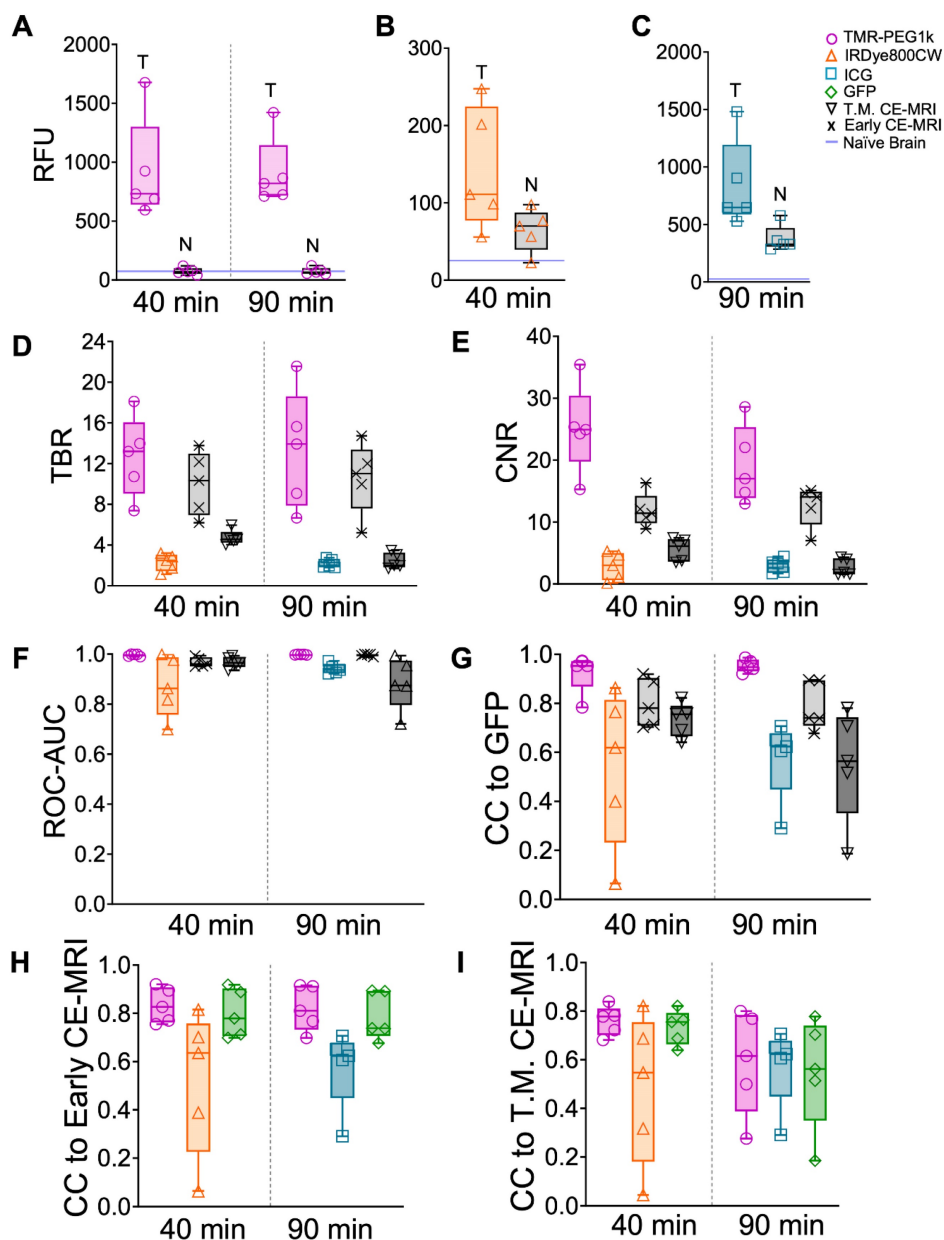 A
RFU
2000
1500
1000
500
0
T
N
T
N
40 min
90 min
B
300
200
100
0
T
N
40 min
C
2000
1500
1000
500
0
T
N
90 min
TMR-PEG1k
IRDye800CW
ICG
GFP
T.M. CE-MRI
Early CE-MRI
Naïve Brain
D
TBR
24
20
16
12
8
4
0
40 min
90 min
E
CNR
40
30
20
10
0
40 min
90 min
F
ROC-AUC
1.0
0.8
0.6
0.4
0.2
0.0
40 min
90 min
G
CC to GFP
1.0
0.8
0.6
0.4
0.2
0.0
40 min
90 min
H
CC to Early CE-MRI
1.0
0.8
0.6
0.4
0.2
0.0
40 min
90 min
I
CC to T.M. CE-MRI
1.0
0.8
0.6
0.4
0.2
0.0
40 min
90 min